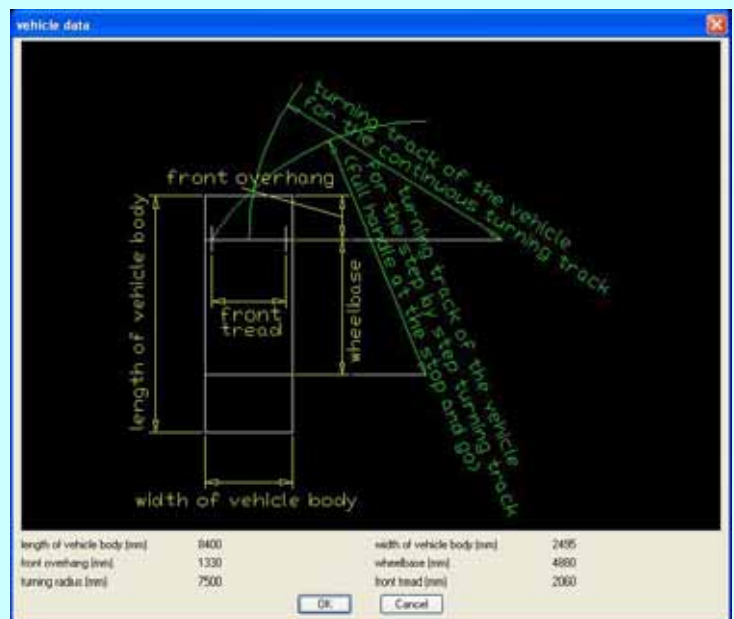 vehicle data
turning track of the vehicle
for the continuous turning track
front overhang
turning track of the vehicle
for the step by step turning track
(full handle at the stop and go)
length of vehicle body
wheelbase
front
tread
width of vehicle body
length of vehicle body (mm) 8400 width of vehicle body (mm) 2495
front overhang (mm) 1330 wheelbase (mm) 4880
turning radius (mm) 7500 front tread (mm) 2060
OK Cancel